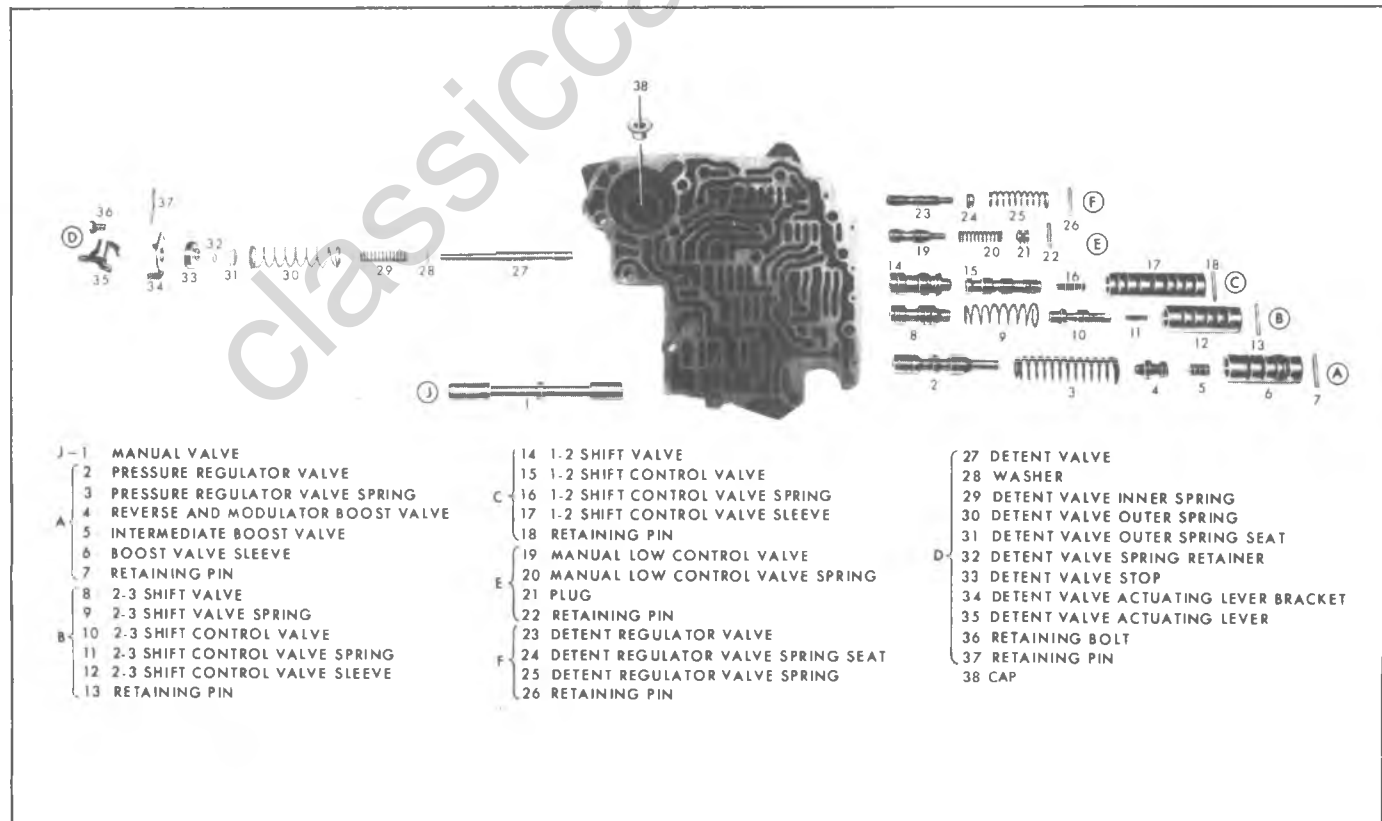 classicca
38
37
36
D
32
35
34
33
31
30
29
28
27
23
24
25
26
F
19
20
21
22
E
14
15
16
17
18
C
8
9
10
11
12
13
B
2
3
4
5
6
7
A
J
1
J-1 MANUAL VALVE
A
2 PRESSURE REGULATOR VALVE
3 PRESSURE REGULATOR VALVE SPRING
4 REVERSE AND MODULATOR BOOST VALVE
5 INTERMEDIATE BOOST VALVE
6 BOOST VALVE SLEEVE
7 RETAINING PIN
B
8 2-3 SHIFT VALVE
9 2-3 SHIFT VALVE SPRING
10 2-3 SHIFT CONTROL VALVE
11 2-3 SHIFT CONTROL VALVE SPRING
12 2-3 SHIFT CONTROL VALVE SLEEVE
13 RETAINING PIN
C
14 1-2 SHIFT VALVE
15 1-2 SHIFT CONTROL VALVE
16 1-2 SHIFT CONTROL VALVE SPRING
17 1-2 SHIFT CONTROL VALVE SLEEVE
18 RETAINING PIN
E
19 MANUAL LOW CONTROL VALVE
20 MANUAL LOW CONTROL VALVE SPRING
21 PLUG
22 RETAINING PIN
F
23 DETENT REGULATOR VALVE
24 DETENT REGULATOR VALVE SPRING SEAT
25 DETENT REGULATOR VALVE SPRING
26 RETAINING PIN
D
27 DETENT VALVE
28 WASHER
29 DETENT VALVE INNER SPRING
30 DETENT VALVE OUTER SPRING
31 DETENT VALVE OUTER SPRING SEAT
32 DETENT VALVE SPRING RETAINER
33 DETENT VALVE STOP
34 DETENT VALVE ACTUATING LEVER BRACKET
35 DETENT VALVE ACTUATING LEVER
36 RETAINING BOLT
37 RETAINING PIN
38 CAP